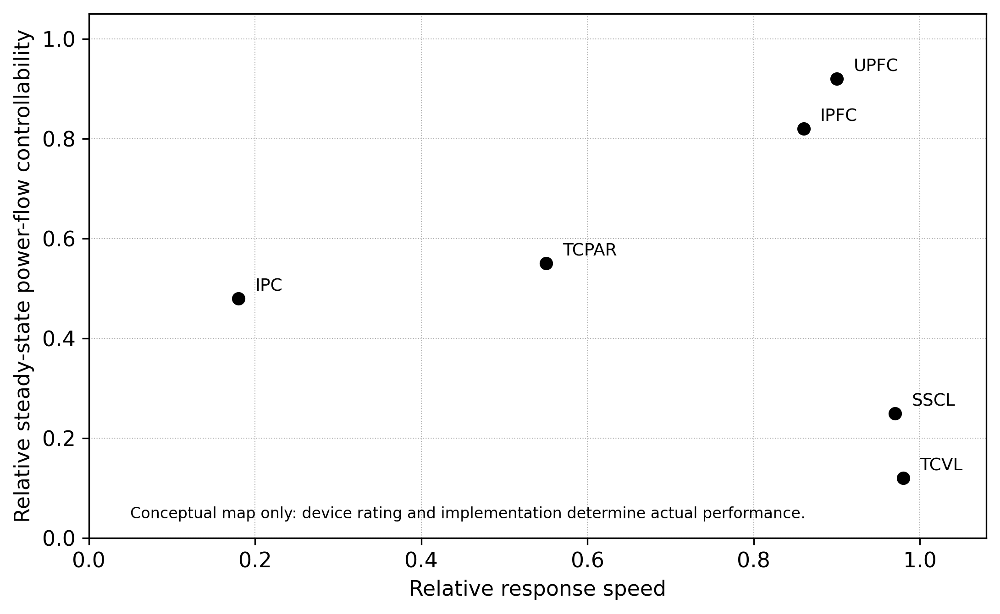 Relative steady-state power-flow controllability
1.0
0.8
0.6
0.4
0.2
0.0
UPFC
IPFC
TCPAR
IPC
SSCL
TCVL
Conceptual map only: device rating and implementation determine actual performance.
0.0 0.2 0.4 0.6 0.8 1.0
Relative response speed